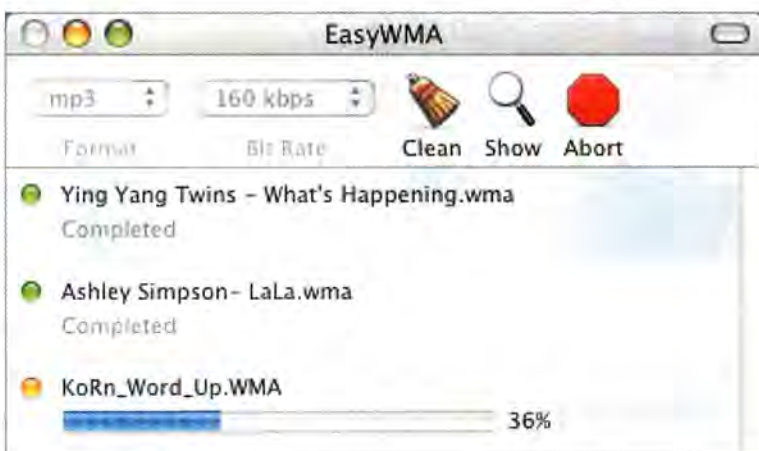 EasyWMA
mp3 160 kbps
Format Bit Rate Clean Show Abort
Ying Yang Twins – What's Happening.wma
Completed
Ashley Simpson– LaLa.wma
Completed
KoRn_Word_Up.WMA
36%